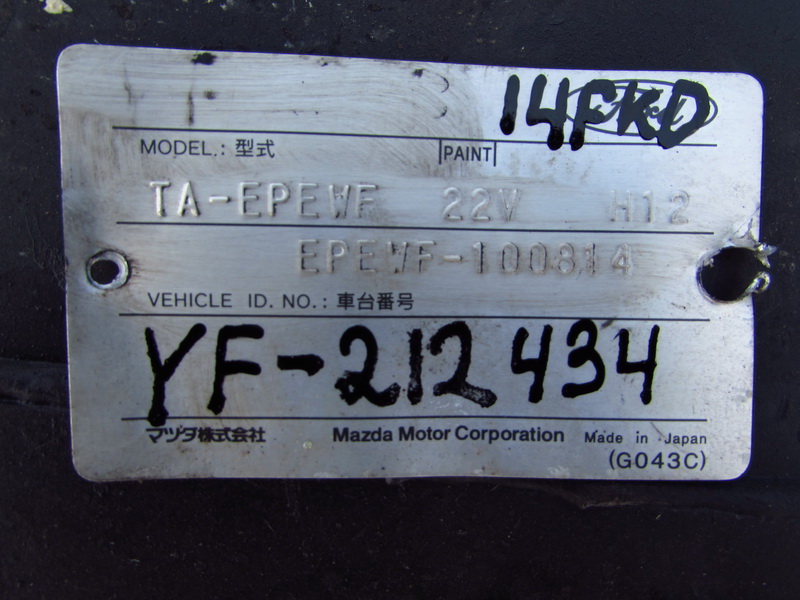 14FKD
MODEL.: 型式 PAINT
TA-EPEWF 22V H12
EPEWF-100814
VEHICLE ID. NO.: 車台番号
YF-212434
マツダ株式会社 Mazda Motor Corporation Made in Japan
(G043C)